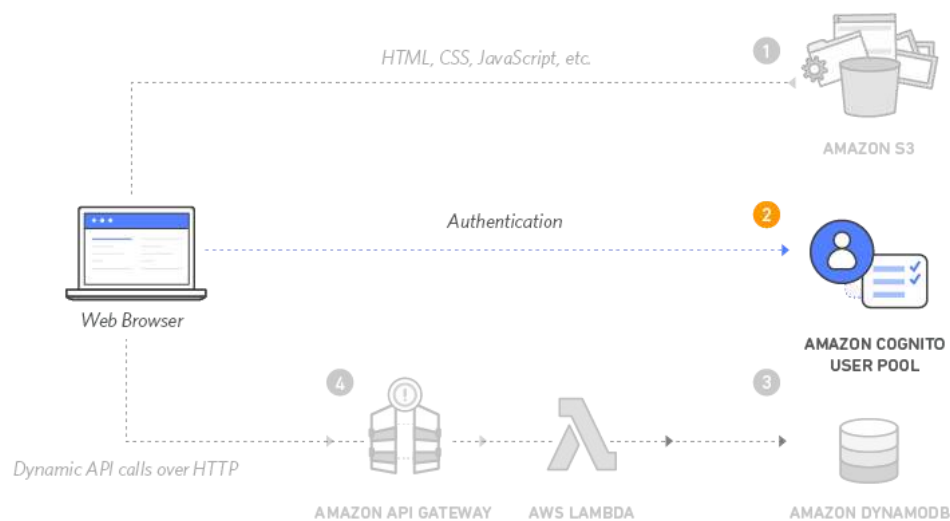 HTML, CSS, JavaScript, etc.
1
AMAZON S3
Authentication
2
Web Browser
AMAZON COGNITO
USER POOL
4
3
Dynamic API calls over HTTP
AMAZON API GATEWAY
AWS LAMBDA
AMAZON DYNAMODB